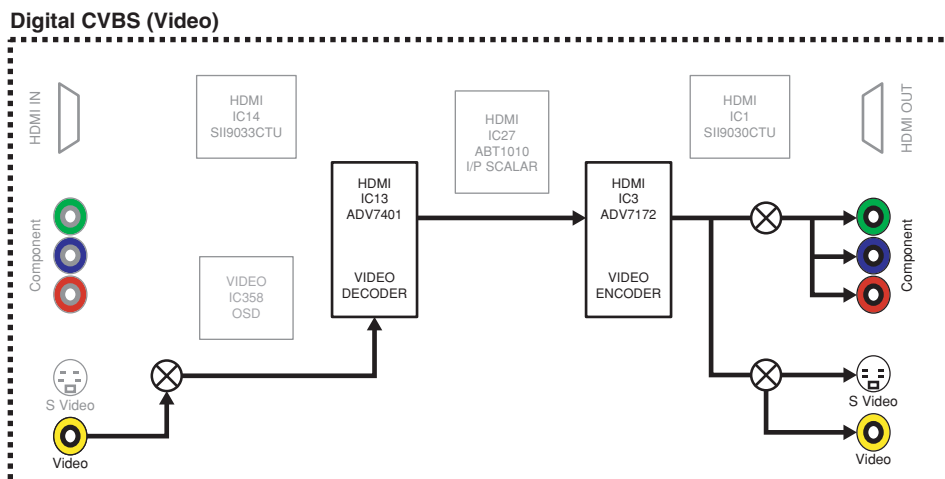 Digital CVBS (Video)
HDMI IN
HDMI
IC14
SII9033CTU
HDMI
IC27
ABT1010
I/P SCALAR
HDMI
IC1
SII9030CTU
HDMI OUT
HDMI
IC13
ADV7401
VIDEO
DECODER
HDMI
IC3
ADV7172
VIDEO
ENCODER
Component
VIDEO
IC358
OSD
Component
S Video
Video
S Video
Video